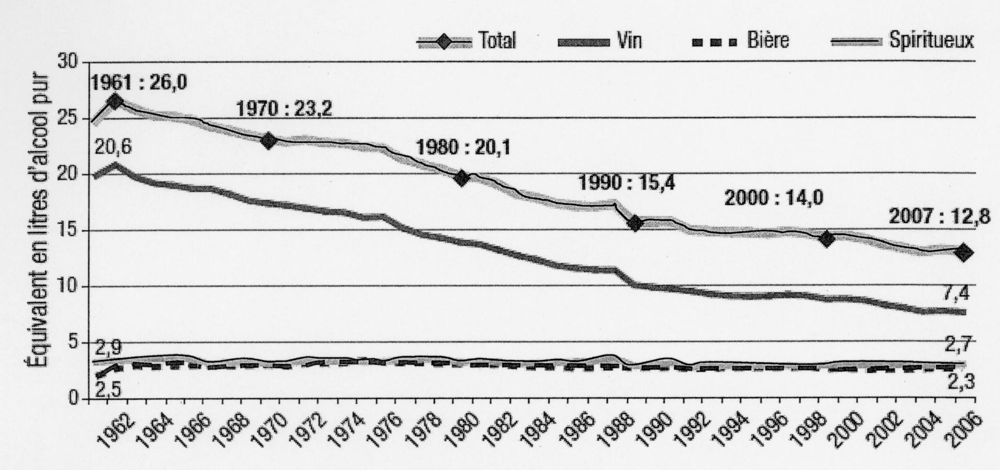 Total Vin Bière Spiritueux
Équivalent en litres d'alcool pur
30
25
20
15
10
5
0
1961 : 26,0
1970 : 23,2
1980 : 20,1
1990 : 15,4
2000 : 14,0
2007 : 12,8
20,6
7,4
2,9
2,7
2,5
2,3
1962 1964 1966 1968 1970 1972 1974 1976 1978 1980 1982 1984 1986 1988 1990 1992 1994 1996 1998 2000 2002 2004 2006